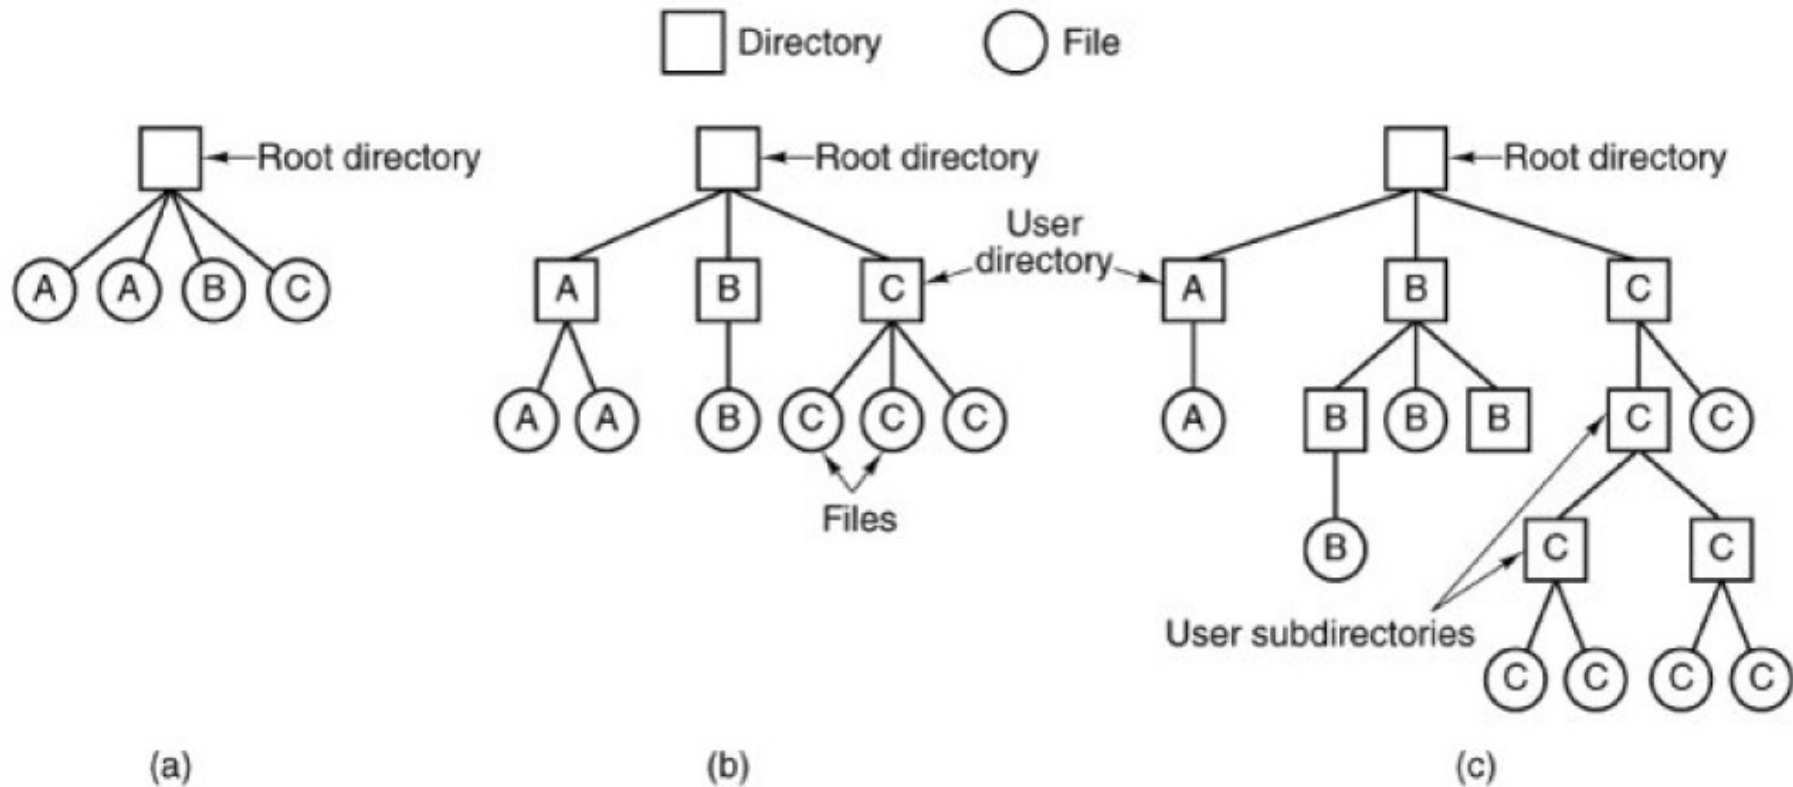 Directory File
Root directory Root directory Root directory
User
directory
A A B C
A B C A B C
A A B C C C A B B B C C
Files
B C C
User subdirectories
C C C C
(a) (b) (c)